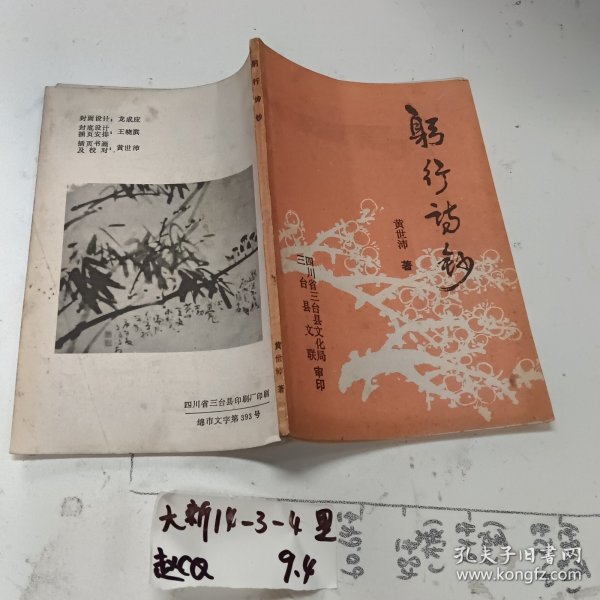 躬行诗钞
黄世沛 著
四川省三台县文化局
三台县文联
审印
躬行诗钞
黄世沛 著
封面设计：龙成应
封底设计
插页安排：王晓滨
插页书画
及校对：黄世沛
四川省三台县印刷厂印刷
绵市文字第393号
大新14-3-4里
赵CQ 9.4
孔夫子旧书网
www.kongfz.com